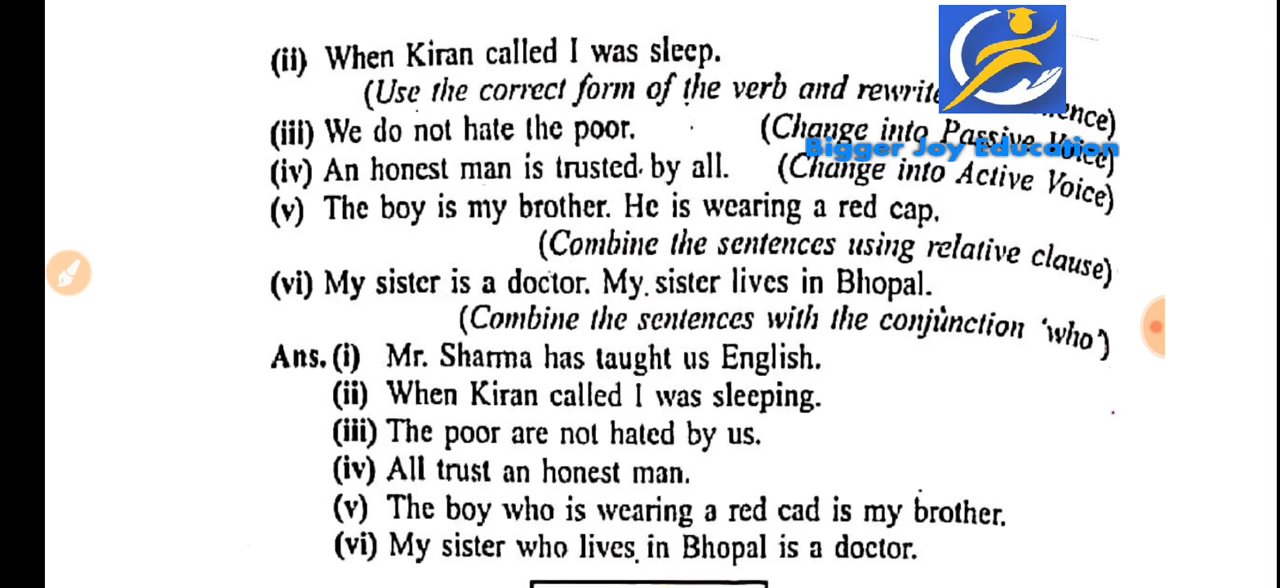 (ii) When Kiran called I was sleep.
(Use the correct form of the verb and rewrite ence)
(iii) We do not hate the poor. (Change into Passive Voice)
Bigger Joy Education
(iv) An honest man is trusted by all. (Change into Active Voice)
(v) The boy is my brother. He is wearing a red cap.
(Combine the sentences using relative clause)
(vi) My sister is a doctor. My sister lives in Bhopal.
(Combine the sentences with the conjunction ‘who’)
Ans. (i) Mr. Sharma has taught us English.
(ii) When Kiran called I was sleeping.
(iii) The poor are not hated by us.
(iv) All trust an honest man.
(v) The boy who is wearing a red cad is my brother.
(vi) My sister who lives in Bhopal is a doctor.